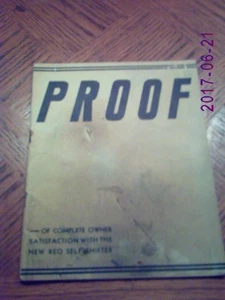 PROOF
— OF COMPLETE OWNER
SATISFACTION WITH THE
NEW REO SELF-SHIFTER
2017-06-21